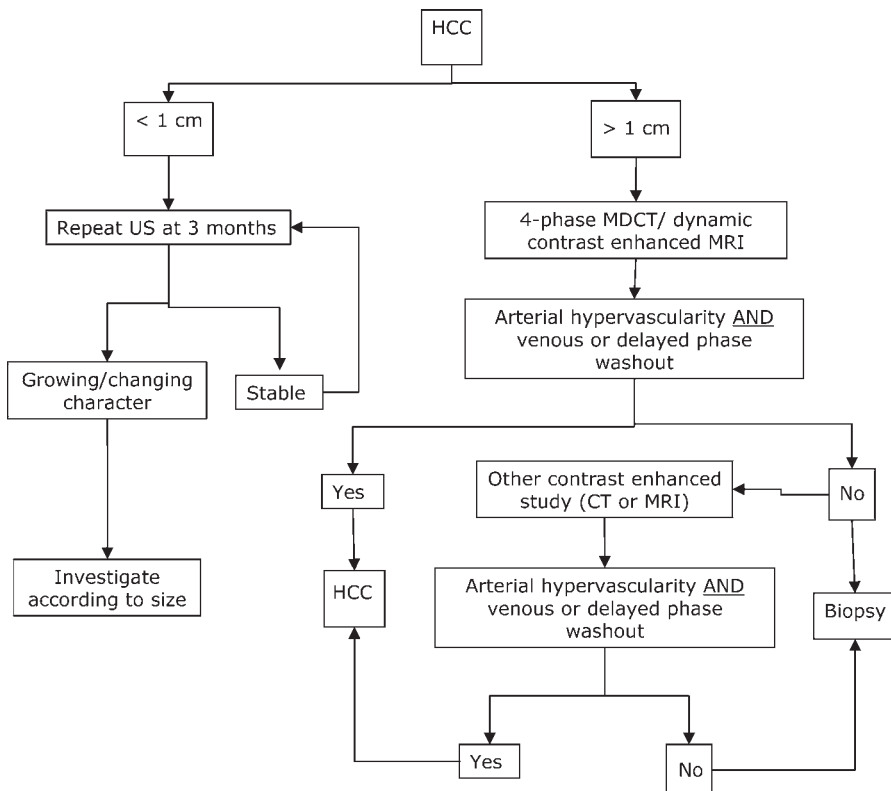 HCC
< 1 cm
> 1 cm
Repeat US at 3 months
4-phase MDCT/ dynamic
contrast enhanced MRI
Arterial hypervascularity AND
venous or delayed phase
washout
Growing/changing
character
Stable
Yes
Other contrast enhanced
study (CT or MRI)
No
Investigate
according to size
HCC
Arterial hypervascularity AND
venous or delayed phase
washout
Biopsy
Yes
No